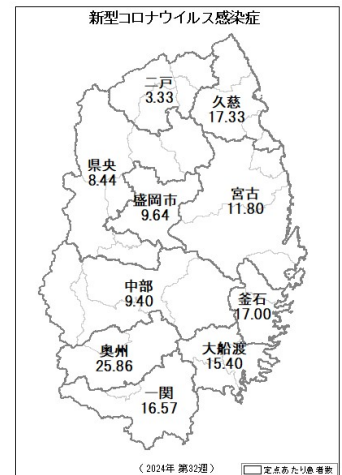 新型コロナウイルス感染症
二戸
3.33
久慈
17.33
県央
8.44
盛岡市
9.64
宮古
11.80
中部
9.40
釜石
17.00
奥州
25.86
大船渡
15.40
一関
16.57
（2024年 第32週）
定点あたり患者数